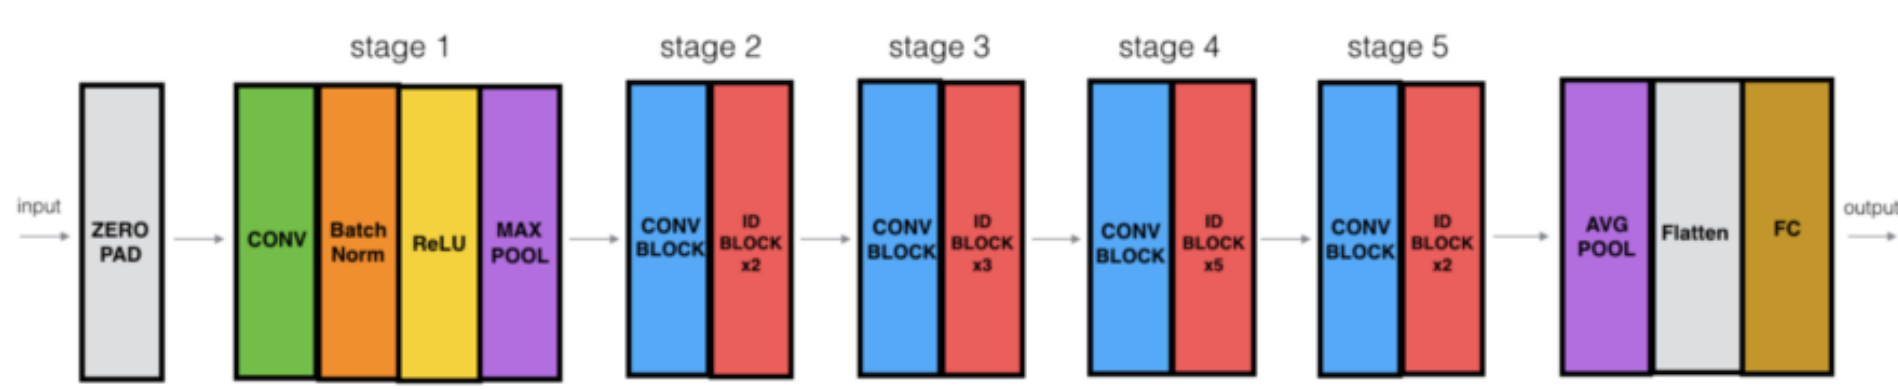 stage 1
stage 2
stage 3
stage 4
stage 5
input
ZERO
PAD
CONV
Batch
Norm
ReLU
MAX
POOL
CONV
BLOCK
ID
BLOCK
x2
CONV
BLOCK
ID
BLOCK
x3
CONV
BLOCK
ID
BLOCK
x5
CONV
BLOCK
ID
BLOCK
x2
AVG
POOL
Flatten
FC
output